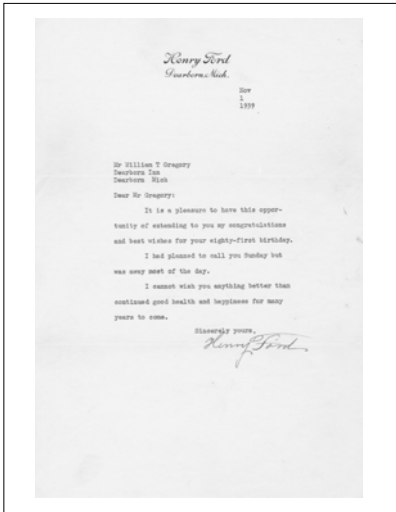 Henry Ford
Dearborn, Mich.
Nov
1
1939
Mr William T Gregory
Dearborn Inn
Dearborn Mich
Dear Mr Gregory:
It is a pleasure to have this oppor-
tunity of extending to you my congratulations
and best wishes for your eighty-first birthday.
I had planned to call you Sunday but
was away most of the day.
I cannot wish you anything better than
continued good health and happiness for many
years to come.
Sincerely yours,
Henry Ford